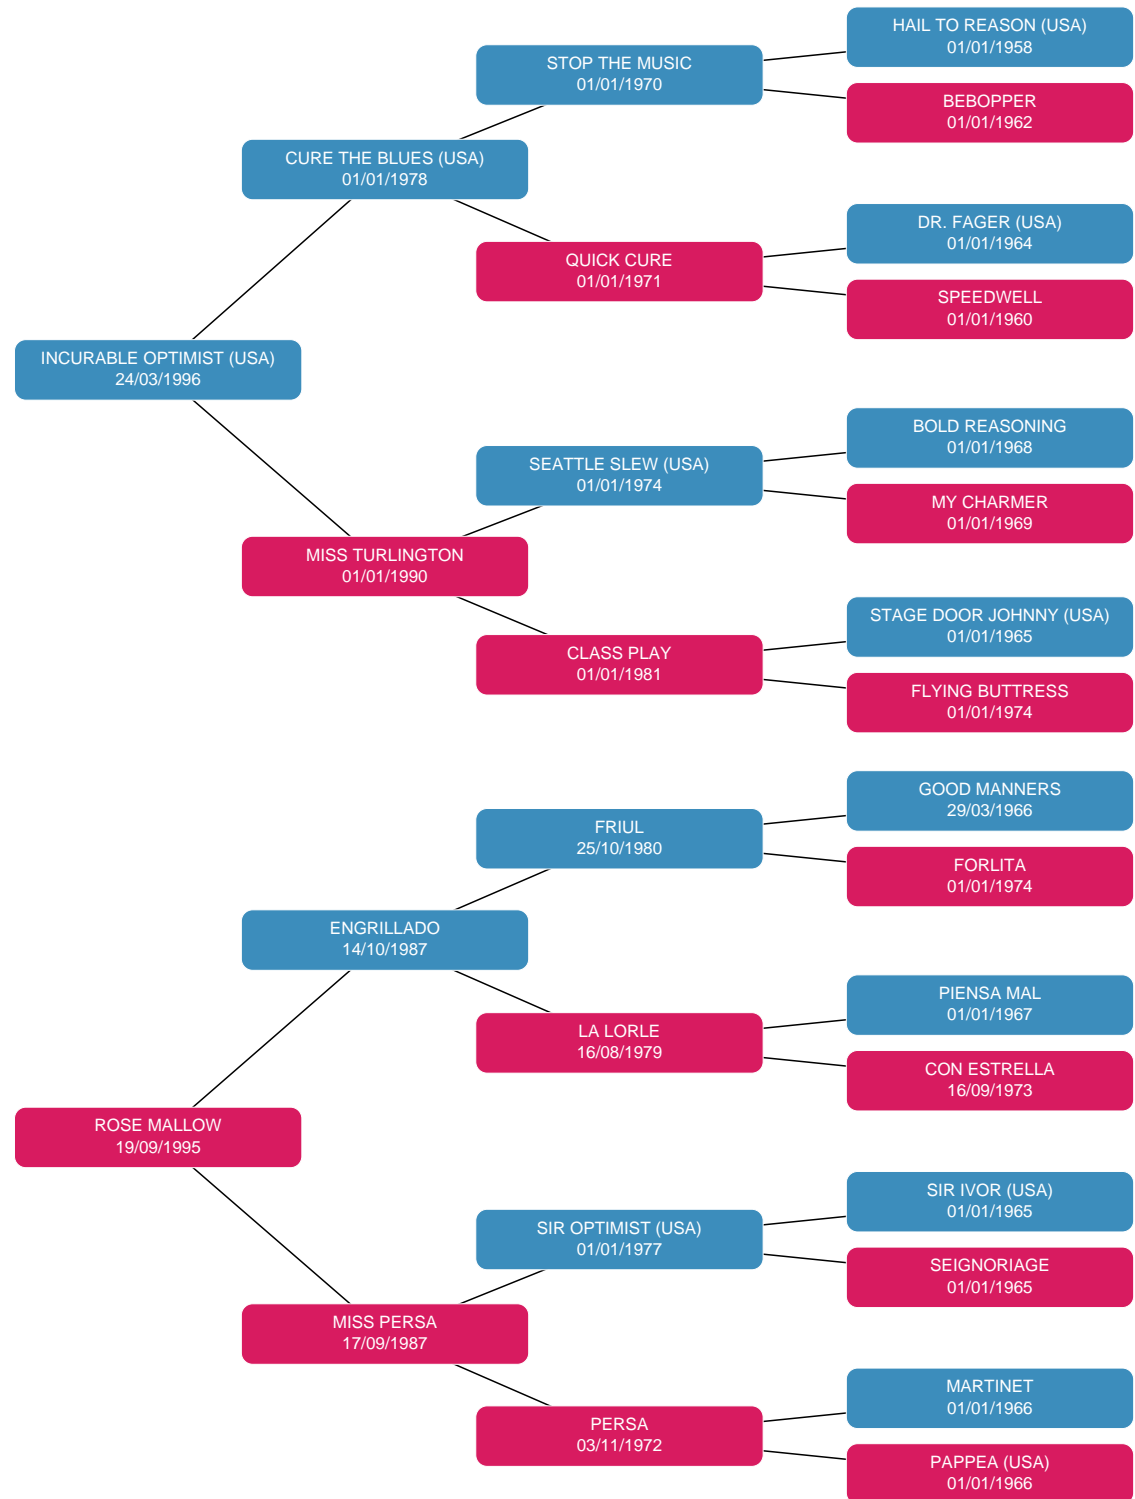 HAIL TO REASON (USA)
01/01/1958
STOP THE MUSIC
01/01/1970
BEBOPPER
01/01/1962
CURE THE BLUES (USA)
01/01/1978
DR. FAGER (USA)
01/01/1964
QUICK CURE
01/01/1971
SPEEDWELL
01/01/1960
INCURABLE OPTIMIST (USA)
24/03/1996
BOLD REASONING
01/01/1968
SEATTLE SLEW (USA)
01/01/1974
MY CHARMER
01/01/1969
MISS TURLINGTON
01/01/1990
STAGE DOOR JOHNNY (USA)
01/01/1965
CLASS PLAY
01/01/1981
FLYING BUTTRESS
01/01/1974
GOOD MANNERS
29/03/1966
FRIUL
25/10/1980
FORLITA
01/01/1974
ENGRILLADO
14/10/1987
PIENSA MAL
01/01/1967
LA LORLE
16/08/1979
CON ESTRELLA
16/09/1973
ROSE MALLOW
19/09/1995
SIR IVOR (USA)
01/01/1965
SIR OPTIMIST (USA)
01/01/1977
SEIGNORIAGE
01/01/1965
MISS PERSA
17/09/1987
MARTINET
01/01/1966
PERSA
03/11/1972
PAPPEA (USA)
01/01/1966